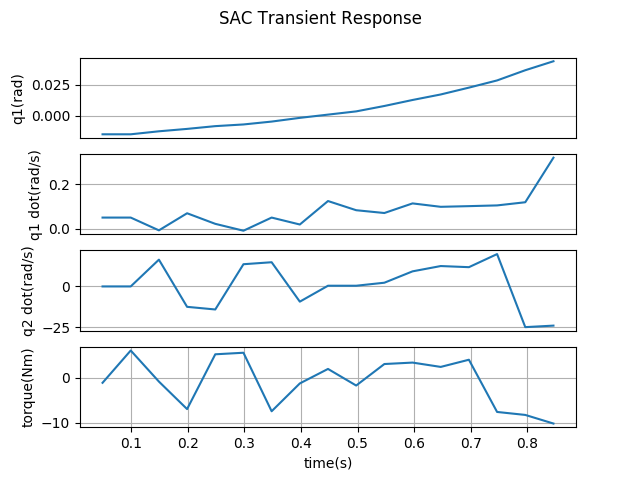 SAC Transient Response
q1(rad)
0.025
0.000
q1 dot(rad/s)
0.2
0.0
q2 dot(rad/s)
0
−25
torque(Nm)
0
−10
0.1 0.2 0.3 0.4 0.5 0.6 0.7 0.8
time(s)